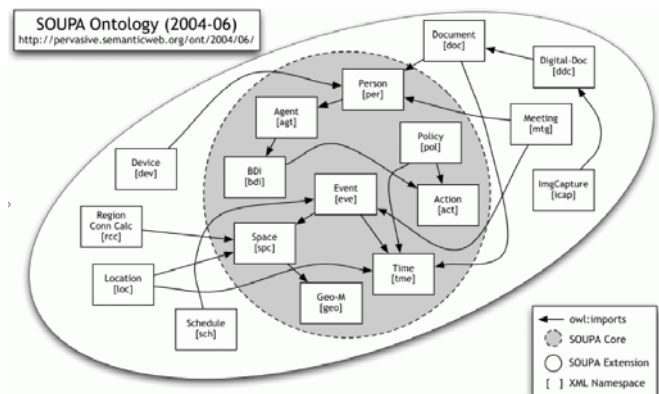 SOUPA Ontology (2004-06)
http://pervasive.semanticweb.org/ont/2004/06/
Document
[doc]
Digital-Doc
[ddc]
Person
[per]
Agent
[agt]
Meeting
[mtg]
Policy
[pol]
Device
[dev]
BDI
[bdi]
Event
[eve]
Action
[act]
ImgCapture
[icap]
Region
Conn Calc
[rcc]
Space
[spc]
Location
[loc]
Time
[tme]
Geo-M
[geo]
Schedule
[sch]
owl:imports
SOUPA Core
SOUPA Extension
[ ] XML Namespace